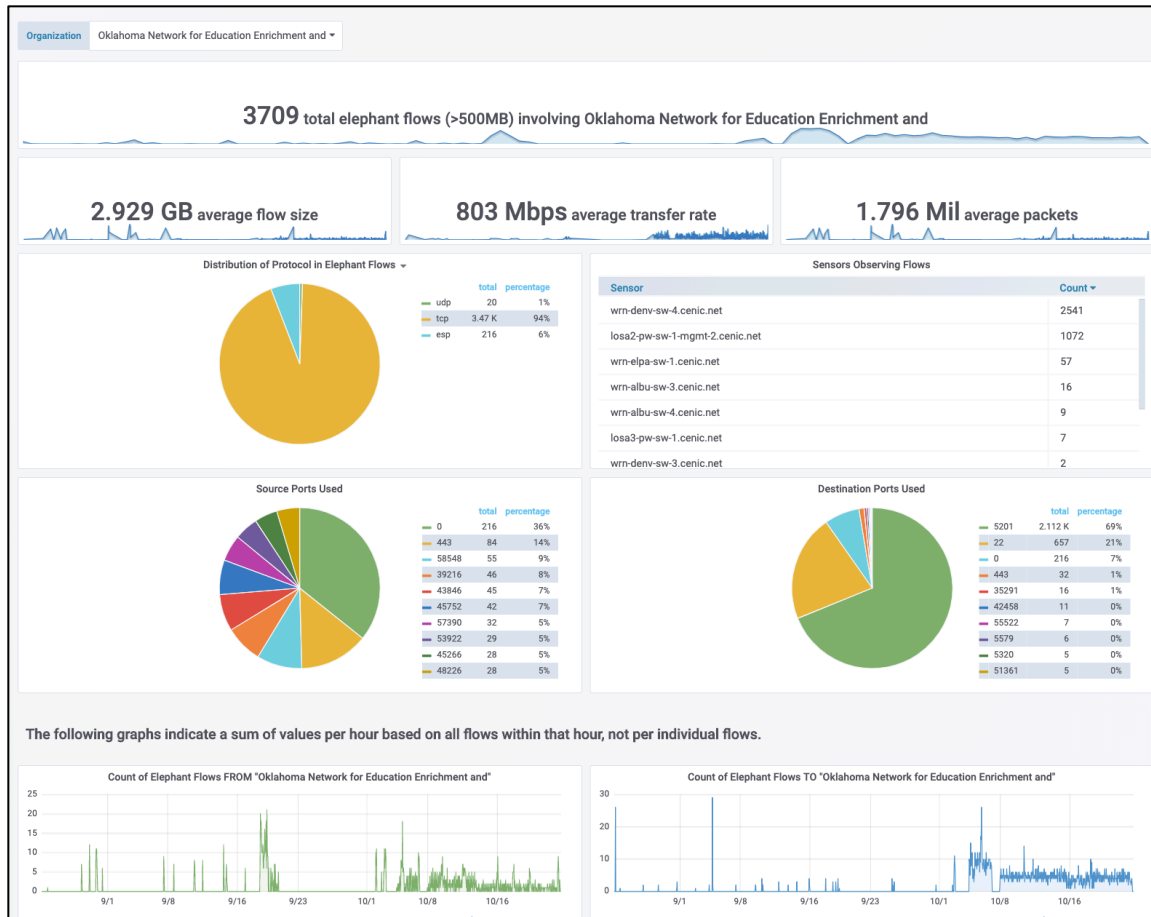 Organization Oklahoma Network for Education Enrichment and
3709 total elephant flows (>500MB) involving Oklahoma Network for Education Enrichment and
2.929 GB average flow size
803 Mbps average transfer rate
1.796 Mil average packets
Distribution of Protocol in Elephant Flows
total percentage
udp 20 1%
tcp 3.47 K 94%
esp 216 6%
Sensors Observing Flows
Sensor Count
wrn-denv-sw-4.cenic.net 2541
losa2-pw-sw-1-mgmt-2.cenic.net 1072
wrn-elpa-sw-1.cenic.net 57
wrn-albu-sw-3.cenic.net 16
wrn-albu-sw-4.cenic.net 9
losa3-pw-sw-1.cenic.net 7
wrn-denv-sw-3.cenic.net 2
Source Ports Used
total percentage
0 216 36%
443 84 14%
58548 55 9%
39216 46 8%
43846 45 7%
45752 42 7%
57390 32 5%
53922 29 5%
45266 28 5%
48226 28 5%
Destination Ports Used
total percentage
5201 2.112 K 69%
22 657 21%
0 216 7%
443 32 1%
35291 16 1%
42458 11 0%
55522 7 0%
5579 6 0%
5320 5 0%
51361 5 0%
The following graphs indicate a sum of values per hour based on all flows within that hour, not per individual flows.
Count of Elephant Flows FROM "Oklahoma Network for Education Enrichment and"
25
20
15
10
5
0
9/1 9/8 9/16 9/23 10/1 10/8 10/16
Count of Elephant Flows TO "Oklahoma Network for Education Enrichment and"
30
20
10
0
9/1 9/8 9/16 9/23 10/1 10/8 10/16